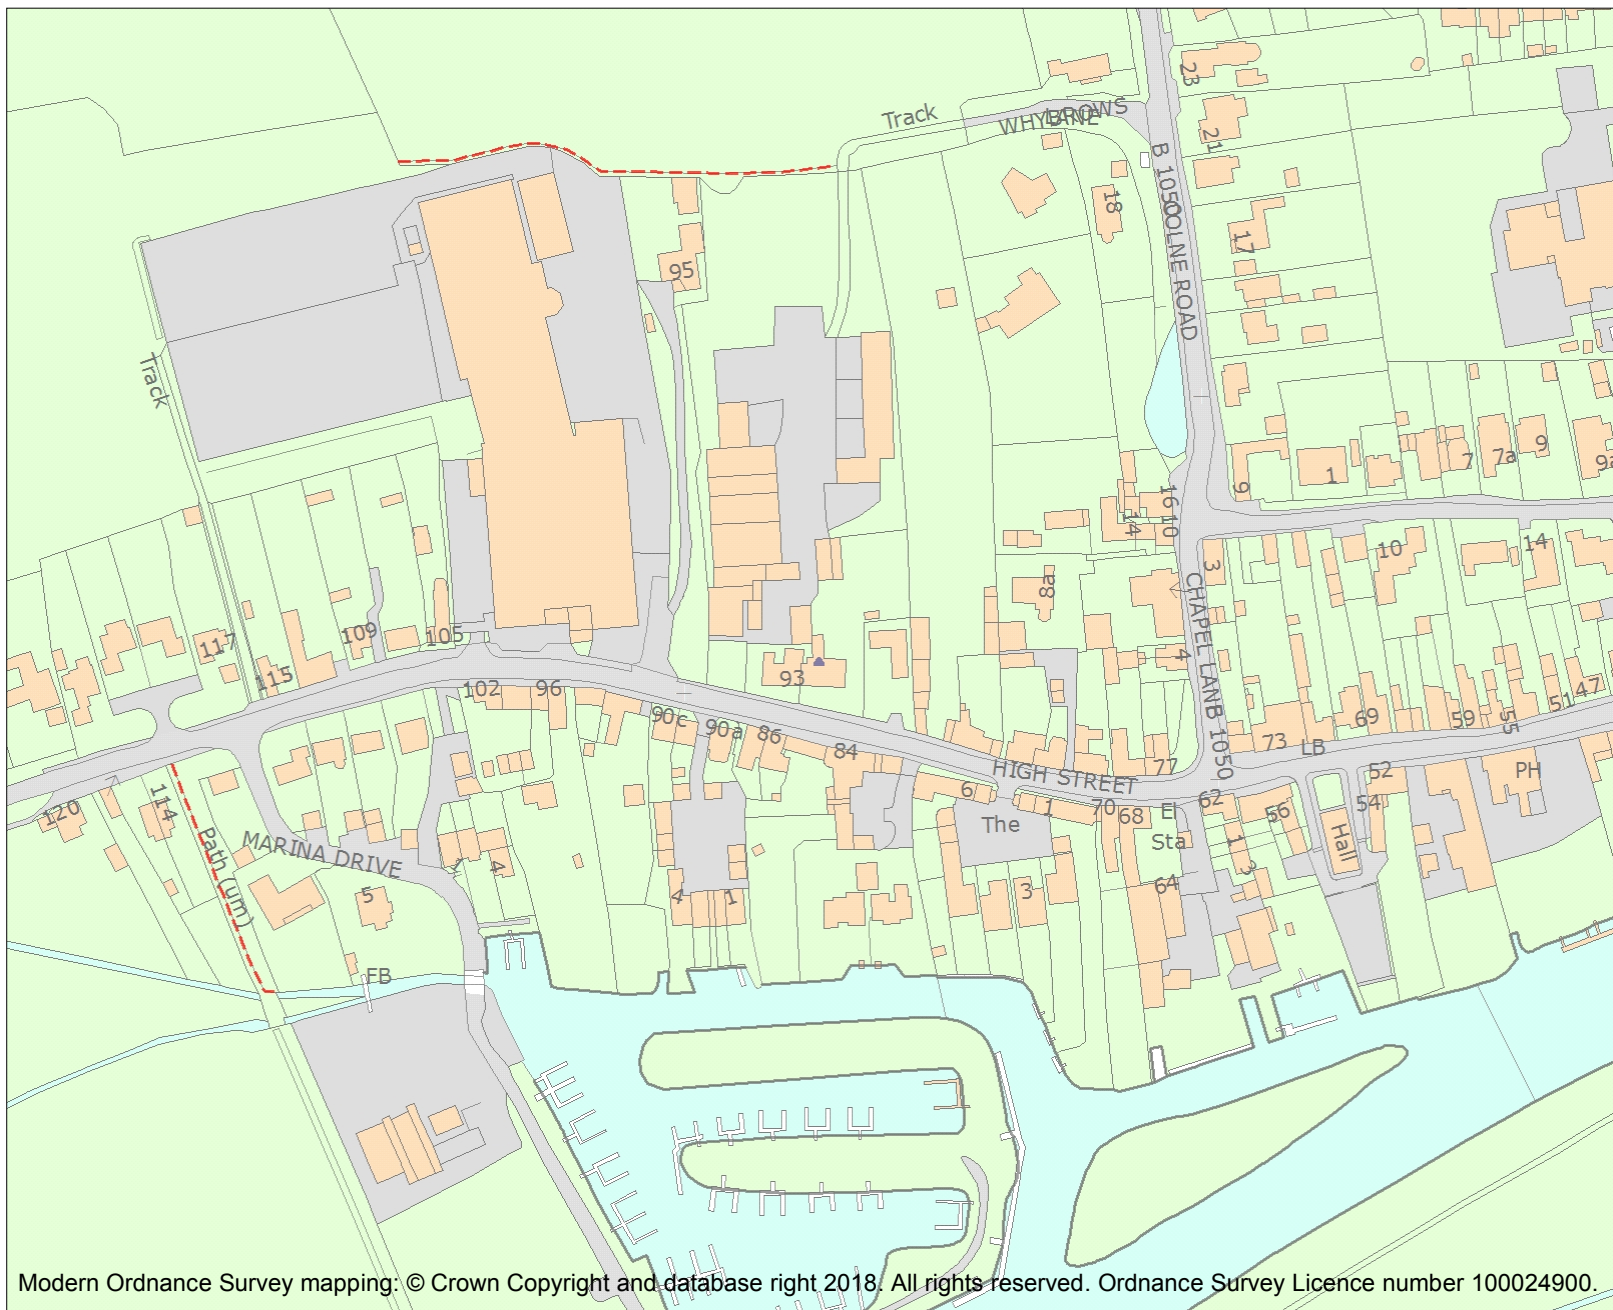 Track
WHYBROWS
LANE
23
21
B 1050
18
COLNE ROAD
17
95
Track
9
1
7
7a
9
9a
16
10
14
10
14
3
8a
CHAPEL LANE
B 1050
4
117
109
105
115
93
102
96
90c
90a
86
84
HIGH STREET
77
73
LB
69
59
55
51
47
6
The
1
70
68
El
Sta
62
56
52
54
PH
120
114
Path (um)
MARINA DRIVE
1
4
5
4
1
3
64
1
3
Hall
FB
Modern Ordnance Survey mapping: © Crown Copyright and database right 2018. All rights reserved. Ordnance Survey Licence number 100024900.